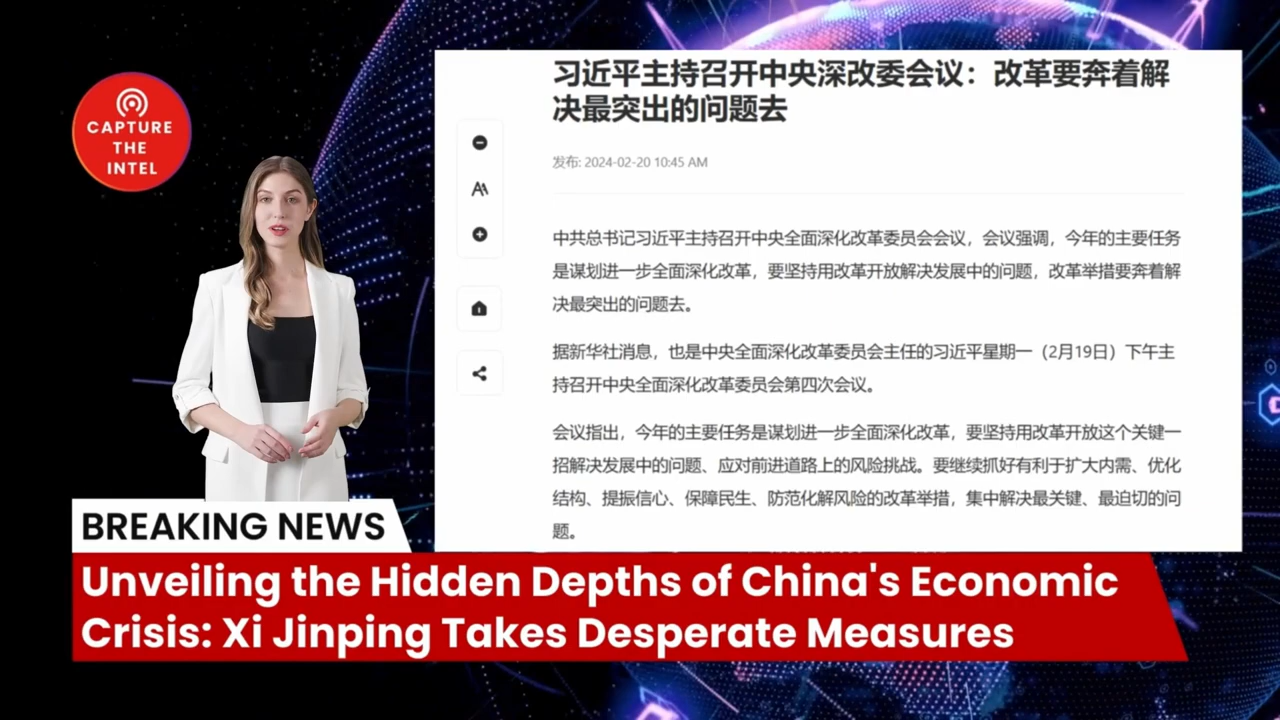 CAPTURE
THE
INTEL
习近平主持召开中央深改委会议：改革要奔着解
决最突出的问题去
发布: 2024-02-20 10:45 AM
中共总书记习近平主持召开中央全面深化改革委员会会议，会议强调，今年的主要任务
是谋划进一步全面深化改革，要坚持用改革开放解决发展中的问题，改革举措要奔着解
决最突出的问题去。
据新华社消息，也是中央全面深化改革委员会主任的习近平星期一（2月19日）下午主
持召开中央全面深化改革委员会第四次会议。
会议指出，今年的主要任务是谋划进一步全面深化改革，要坚持用改革开放这个关键一
招解决发展中的问题、应对前进道路上的风险挑战。要继续抓好有利于扩大内需、优化
结构、提振信心、保障民生、防范化解风险的改革举措，集中解决最关键、最迫切的问
题。
BREAKING NEWS
Unveiling the Hidden Depths of China's Economic
Crisis: Xi Jinping Takes Desperate Measures